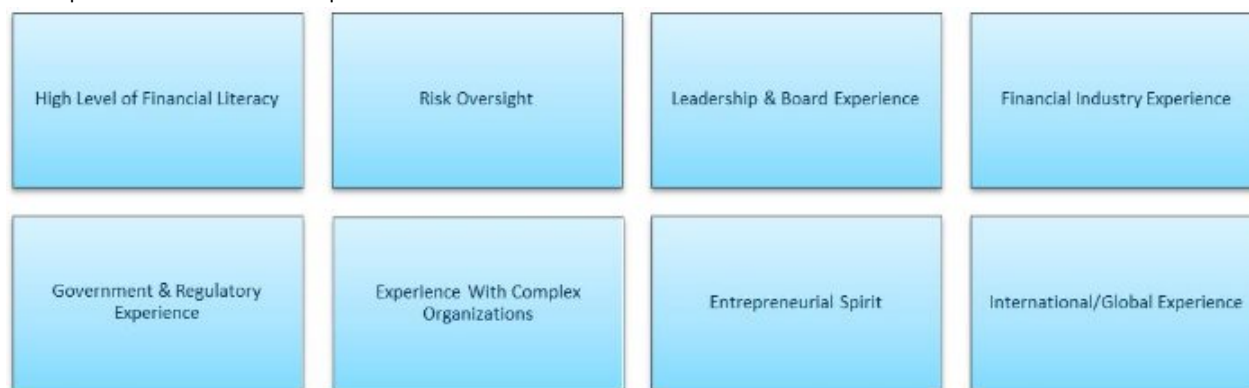 High Level of Financial Literacy
Risk Oversight
Leadership & Board Experience
Financial Industry Experience
Government & Regulatory
Experience
Experience With Complex
Organizations
Entrepreneurial Spirit
International/Global Experience